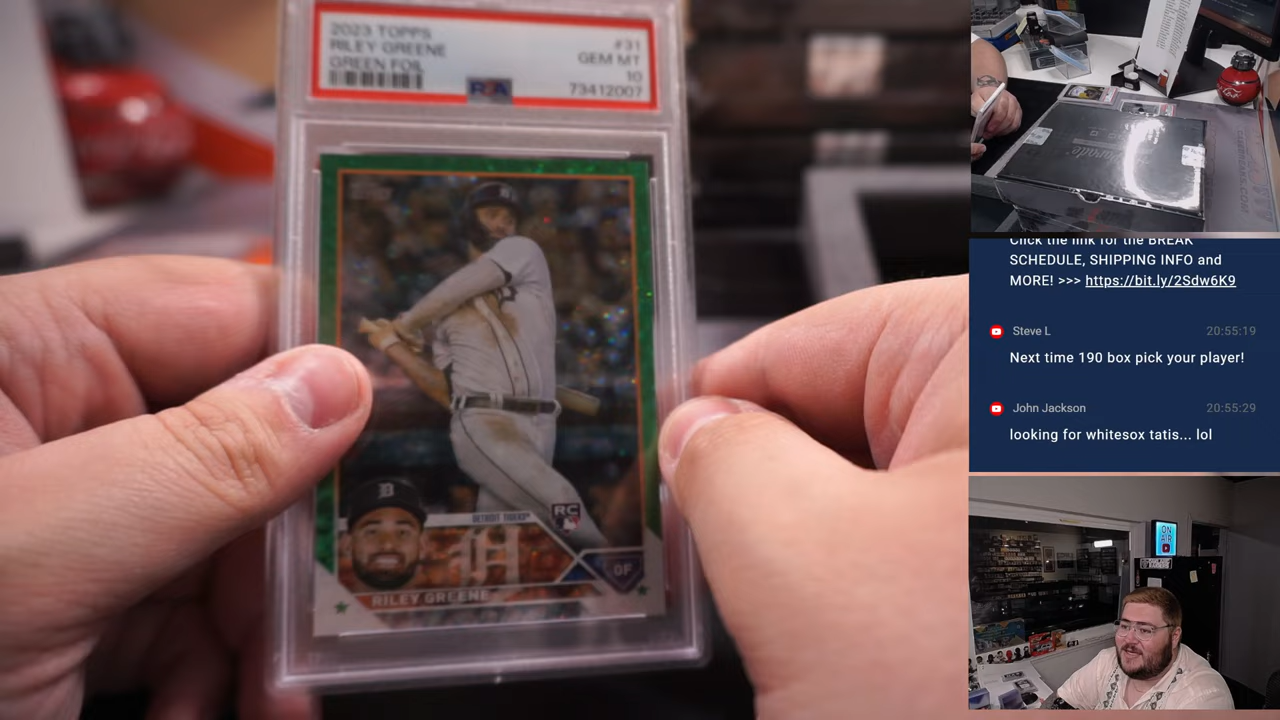 2023 TOPPS
RILEY GREENE
GREEN FOIL
#31
GEM MT
10
73412007
PSA
RC
DETROIT TIGERS
D
OF
RILEY GREENE
Click the link for the BREAK
SCHEDULE, SHIPPING INFO and
MORE! >>> https://bit.ly/2Sdw6K9
Steve L 20:55:19
Next time 190 box pick your player!
John Jackson 20:55:29
looking for whitesox tatis... lol
ON
AIR